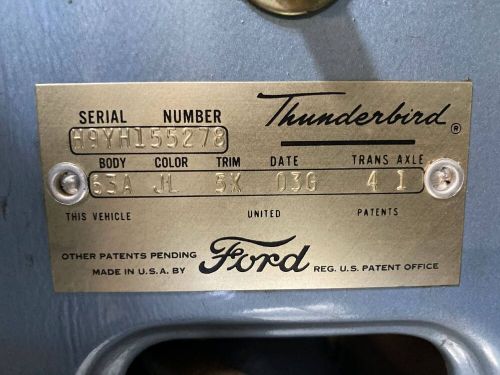 SERIAL NUMBER
Thunderbird ®
H9YH155278
BODY COLOR TRIM DATE TRANS AXLE
63A JL 5X 03G 4 1
THIS VEHICLE UNITED PATENTS
OTHER PATENTS PENDING
MADE IN U.S.A. BY Ford REG. U.S. PATENT OFFICE